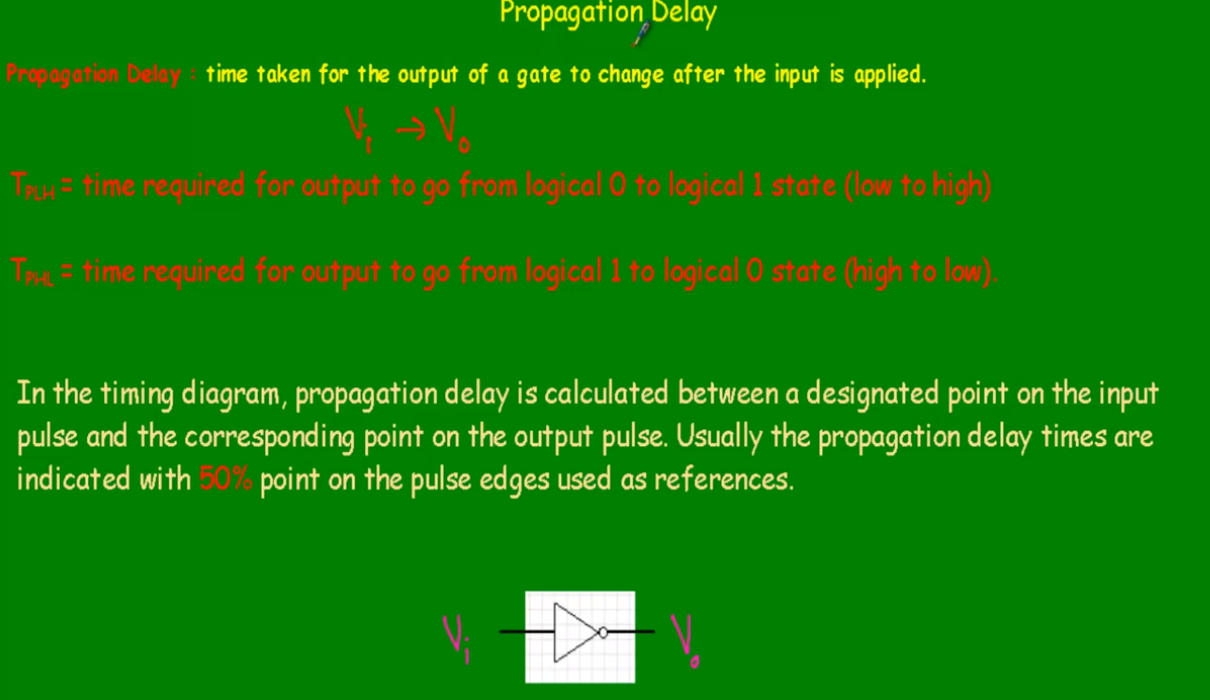 Propagation Delay
Propagation Delay : time taken for the output of a gate to change after the input is applied.
Vi → Vo
TPLH = time required for output to go from logical 0 to logical 1 state (low to high)
TPHL = time required for output to go from logical 1 to logical 0 state (high to low).
In the timing diagram, propagation delay is calculated between a designated point on the input
pulse and the corresponding point on the output pulse. Usually the propagation delay times are
indicated with 50% point on the pulse edges used as references.
Vi Vo